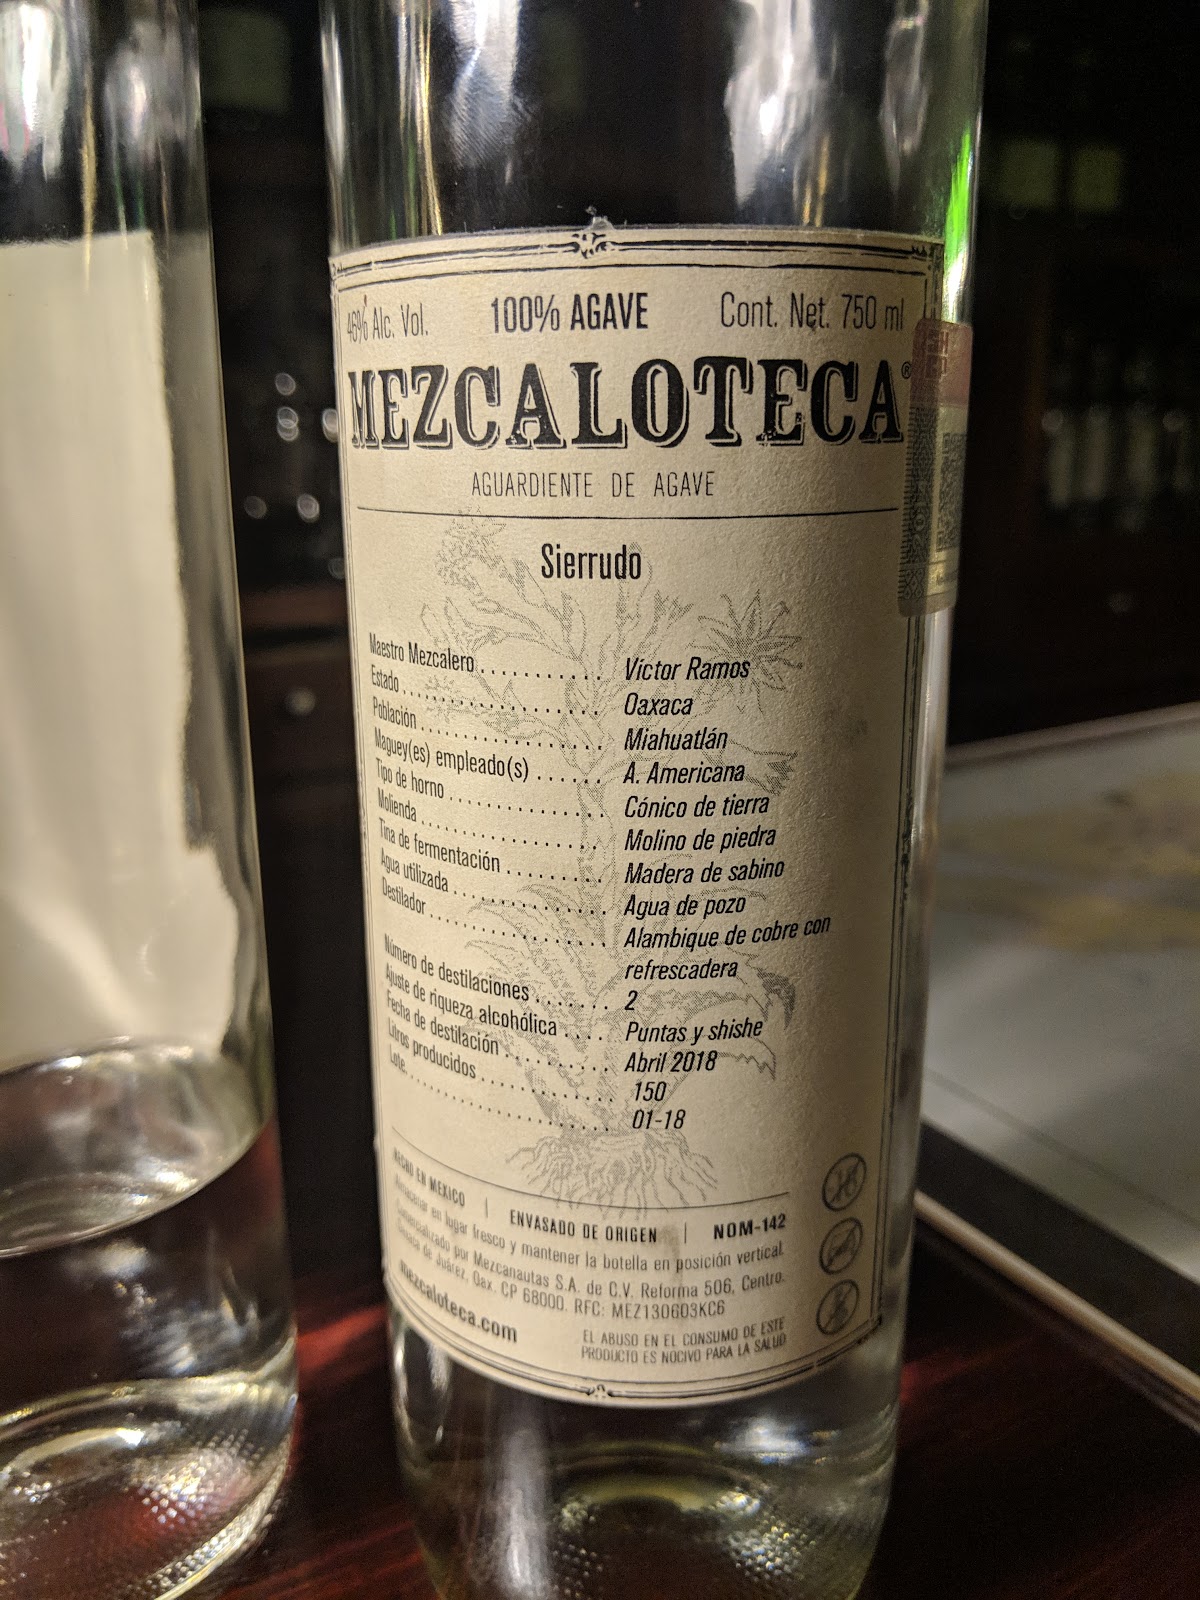 46% Alc. Vol. 100% AGAVE Cont. Net. 750 ml
MEZCALOTECA®
AGUARDIENTE DE AGAVE
Sierrudo
Maestro Mezcalero . . . . . . . . . . Víctor Ramos
Estado . . . . . . . . . . . . . . . . . . Oaxaca
Población . . . . . . . . . . . . . . . . Miahuatlán
Maguey(es) empleado(s) . . . . . . A. Americana
Tipo de horno . . . . . . . . . . . . . Cónico de tierra
Molienda . . . . . . . . . . . . . . . . Molino de piedra
Tina de fermentación . . . . . . . . . Madera de sabino
Agua utilizada . . . . . . . . . . . . . Agua de pozo
Destilador . . . . . . . . . . . . . . . Alambique de cobre con
refrescadera
Número de destilaciones . . . . . . . 2
Ajuste de riqueza alcohólica . . . . Puntas y shishe
Fecha de destilación . . . . . . . . . Abril 2018
Litros producidos . . . . . . . . . . . 150
Lote. . . . . . . . . . . . . . . . . . . 01-18
HECHO EN MEXICO | ENVASADO DE ORIGEN | NOM-142
Almacenar en lugar fresco y mantener la botella en posición vertical.
Comercializado por Mezcanautas S.A. de C.V. Reforma 506, Centro.
Oaxaca de Juárez, Oax. CP 68000. RFC: MEZ1306D3KC6
mezcaloteca.com
EL ABUSO EN EL CONSUMO DE ESTE
PRODUCTO ES NOCIVO PARA LA SALUD